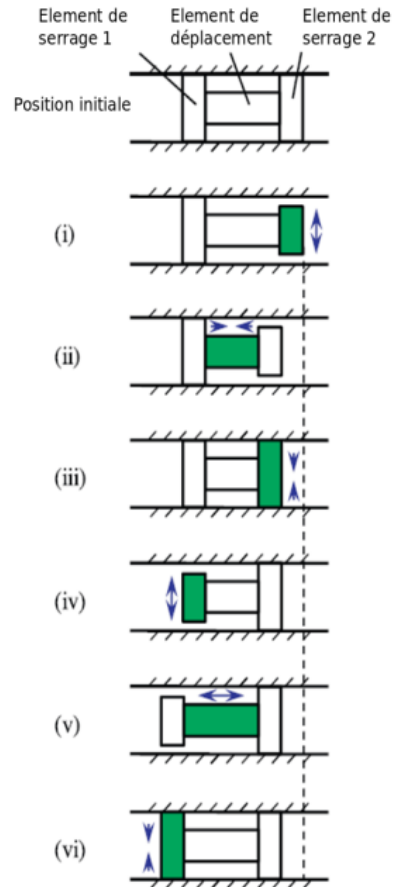 Element de
serrage 1
Element de
déplacement
Element de
serrage 2
Position initiale
(i)
(ii)
(iii)
(iv)
(v)
(vi)